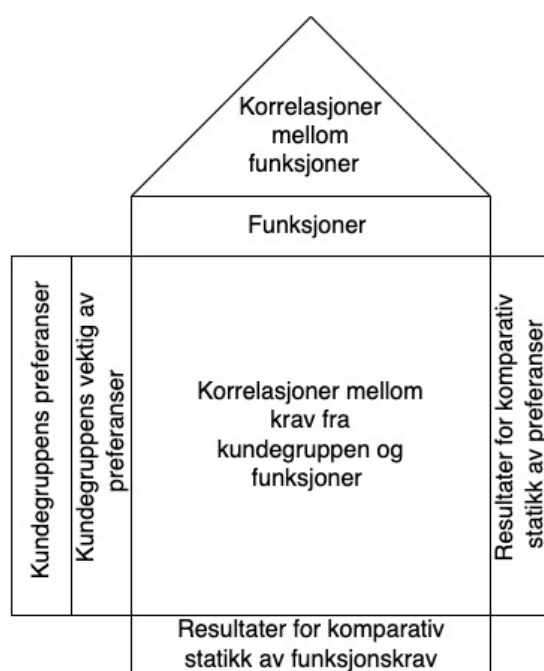 Korrelasjoner
mellom
funksjoner
Funksjoner
Kundegruppens preferanser
Kundegruppens vektig av
preferanser
Korrelasjoner mellom
krav fra
kundegruppen og
funksjoner
Resultater for komparativ
statikk av preferanser
Resultater for komparativ
statikk av funksjonskrav